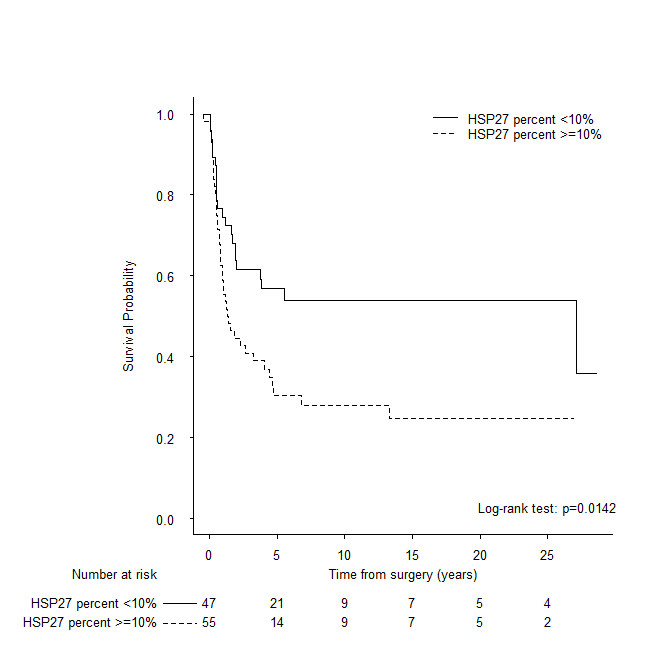 1.0
0.8
0.6
0.4
0.2
0.0
Survival Probability
HSP27 percent <10%
HSP27 percent >=10%
Log-rank test: p=0.0142
0 5 10 15 20 25
Number at risk Time from surgery (years)
HSP27 percent <10% 47 21 9 7 5 4
HSP27 percent >=10% 55 14 9 7 5 2